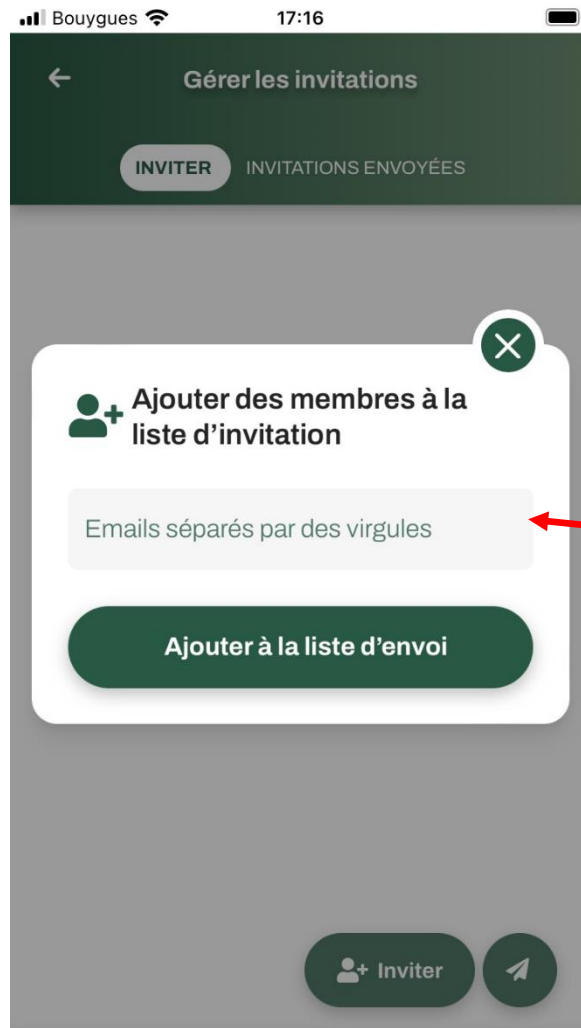 Bouygues 17:16
Gérer les invitations
INVITER INVITATIONS ENVOYÉES
Ajouter des membres à la
liste d’invitation
Emails séparés par des virgules
Ajouter à la liste d’envoi
Inviter